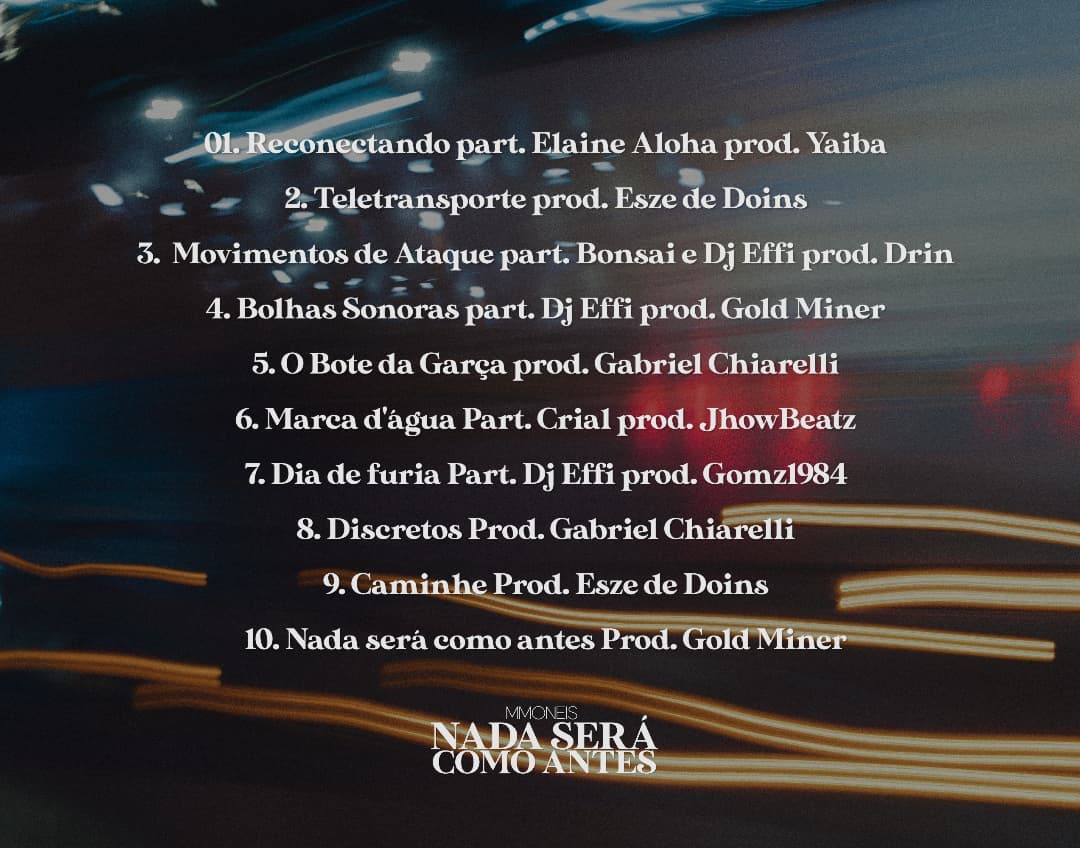 01. Reconectando part. Elaine Aloha prod. Yaiba
2. Teletransporte prod. Esze de Doins
3. Movimentos de Ataque part. Bonsai e Dj Effi prod. Drin
4. Bolhas Sonoras part. Dj Effi prod. Gold Miner
5. O Bote da Garça prod. Gabriel Chiarelli
6. Marca d'água Part. Crial prod. JhowBeatz
7. Dia de furia Part. Dj Effi prod. Gomz1984
8. Discretos Prod. Gabriel Chiarelli
9. Caminhe Prod. Esze de Doins
10. Nada será como antes Prod. Gold Miner
MMONEIS
NADA SERÁ
COMO ANTES